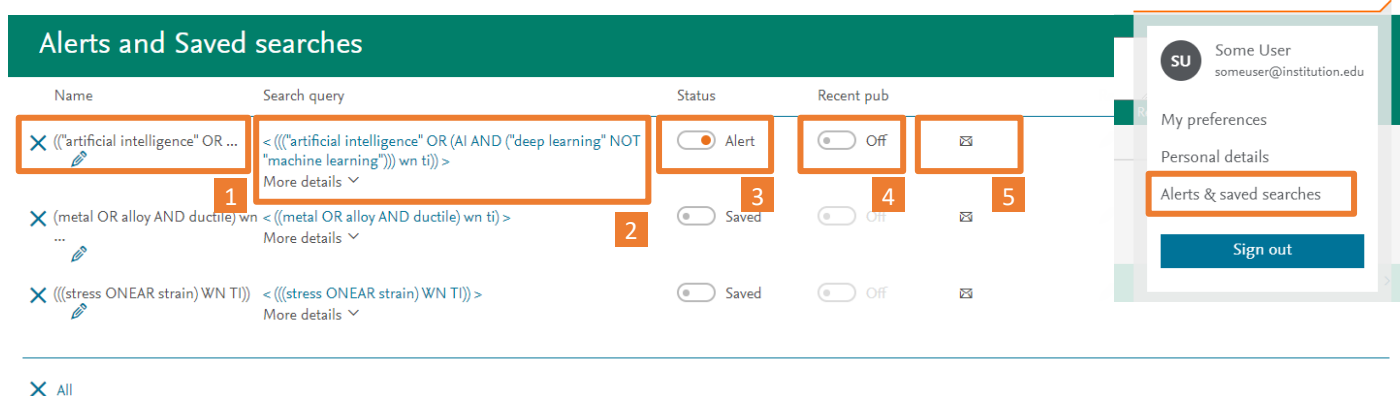 Alerts and Saved searches
Name Search query Status Recent pub
(("artificial intelligence" OR ... < ((("artificial intelligence" OR (AI AND ("deep learning" NOT Alert Off
"machine learning"))) wn ti)) >
More details
1 2 3 4 5
(metal OR alloy AND ductile) wn < ((metal OR alloy AND ductile) wn ti) > Saved Off
... More details
(((stress ONEAR strain) WN TI)) < (((stress ONEAR strain) WN TI)) > Saved Off
More details
All
SU Some User
someuser@institution.edu
My preferences
Personal details
Alerts & saved searches
Sign out